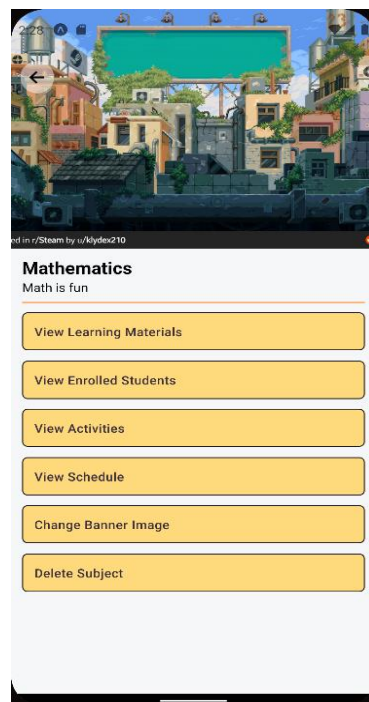 2:28
ed in r/Steam by u/klydex210
Mathematics
Math is fun
View Learning Materials
View Enrolled Students
View Activities
View Schedule
Change Banner Image
Delete Subject